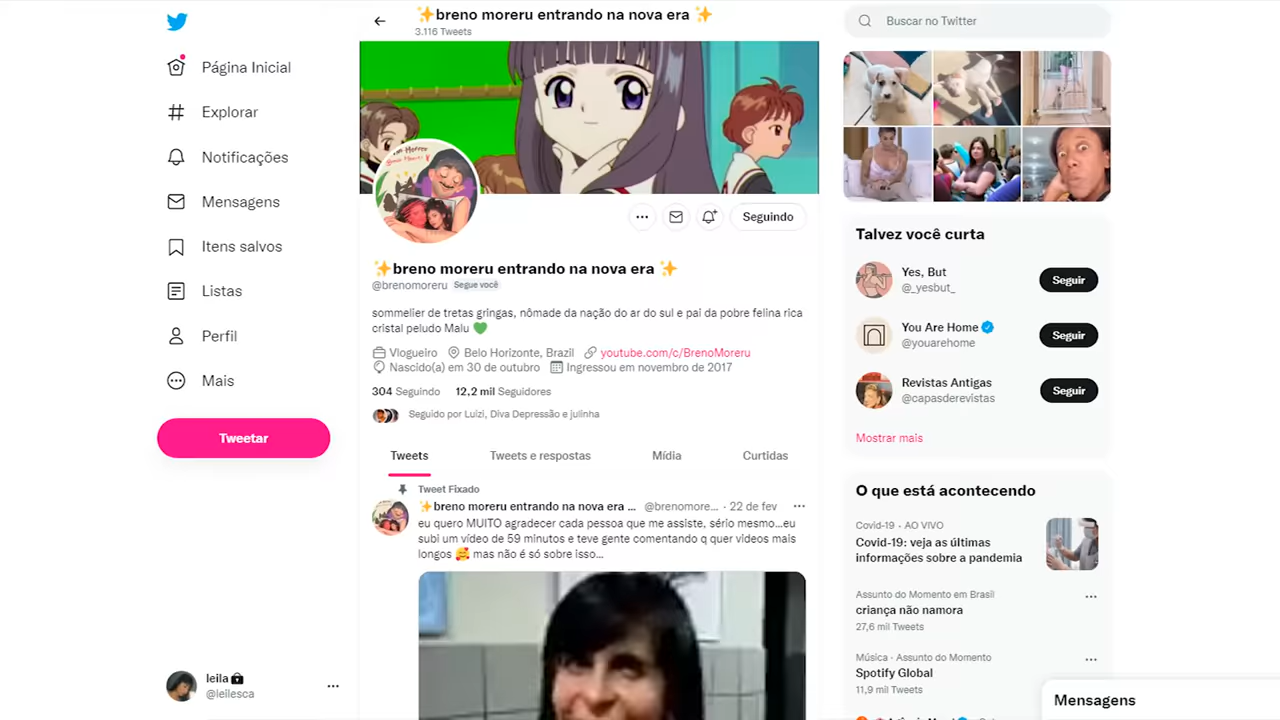 ✨breno moreru entrando na nova era ✨
3.116 Tweets
Buscar no Twitter
Página Inicial
Explorar
Notificações
Mensagens
Itens salvos
Listas
Perfil
Mais
Tweetar
leila
@leilesca
Seguindo
✨breno moreru entrando na nova era ✨
@brenomoreru Segue você
sommelier de tretas gringas, nômade da nação do ar do sul e pai da pobre felina rica
cristal peludo Malu 💚
Vlogueiro Belo Horizonte, Brazil youtube.com/c/BrenoMoreru
Nascido(a) em 30 de outubro Ingressou em novembro de 2017
304 Seguindo 12,2 mil Seguidores
Seguido por Luizi, Diva Depressão e julinha
Tweets Tweets e respostas Mídia Curtidas
Tweet Fixado
✨breno moreru entrando na nova era ... @brenomore... · 22 de fev
eu quero MUITO agradecer cada pessoa que me assiste, sério mesmo...eu
subi um vídeo de 59 minutos e teve gente comentando q quer vídeos mais
longos 🥰 mas não é só sobre isso...
Talvez você curta
Yes, But
@_yesbut_
Seguir
You Are Home
@youarehome
Seguir
Revistas Antigas
@capasderevistas
Seguir
Mostrar mais
O que está acontecendo
Covid-19 · AO VIVO
Covid-19: veja as últimas
informações sobre a pandemia
Assunto do Momento em Brasil
criança não namora
27,6 mil Tweets
Música · Assunto do Momento
Spotify Global
11,9 mil Tweets
Mensagens